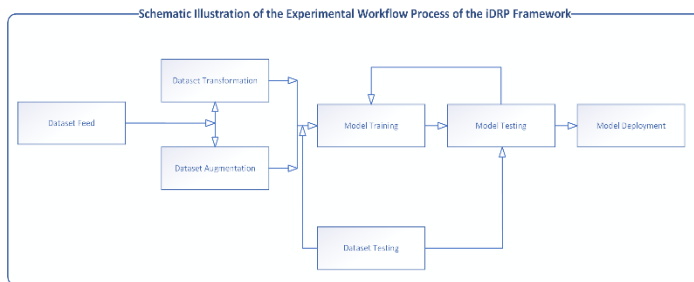 Schematic Illustration of the Experimental Workflow Process of the iDRP Framework
Dataset Transformation
Dataset Feed
Model Training
Model Testing
Model Deployment
Dataset Augmentation
Dataset Testing